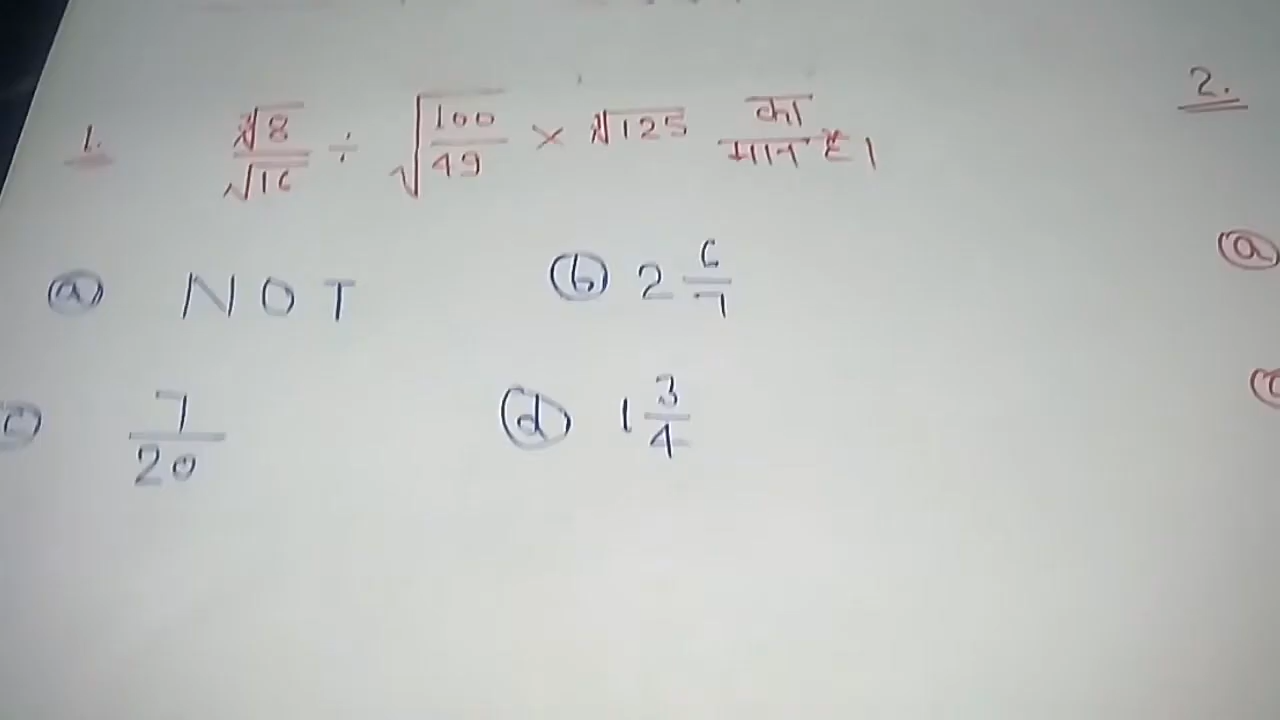 1. ∛8/√16 ÷ √(100/49) × ∛125 का मान है।
(a) NOT
(b) 2 6/7
(c) 7/20
(d) 1 3/4
2.
(a)